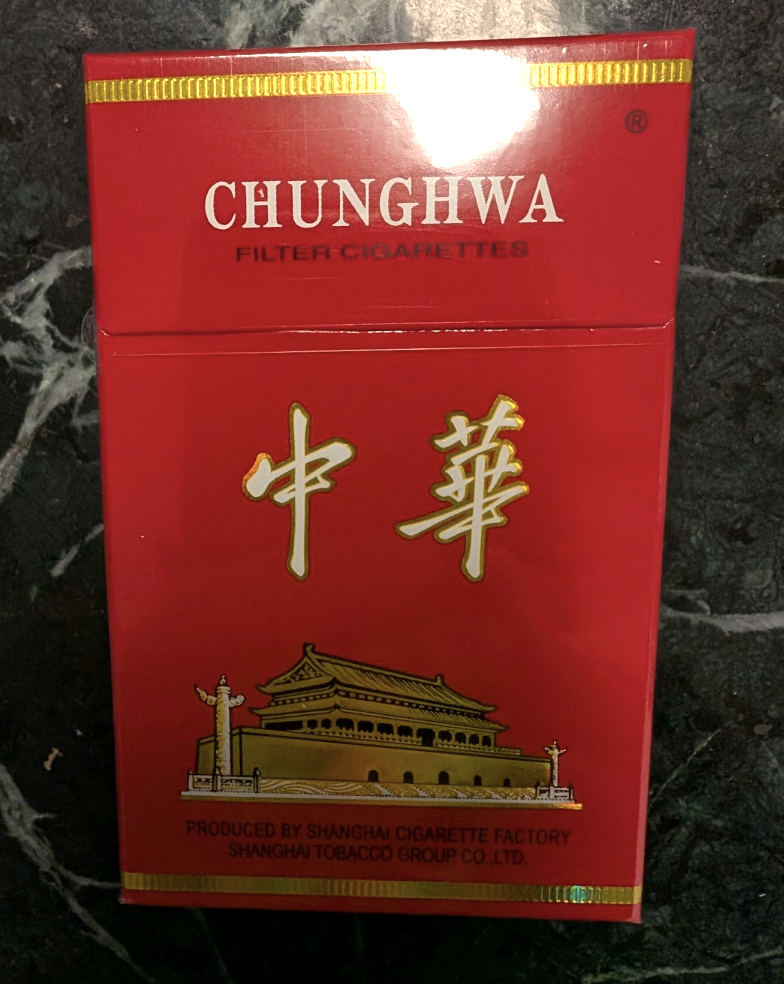 ®
CHUNGHWA
FILTER CIGARETTES
中華
PRODUCED BY SHANGHAI CIGARETTE FACTORY
SHANGHAI TOBACCO GROUP CO.,LTD.